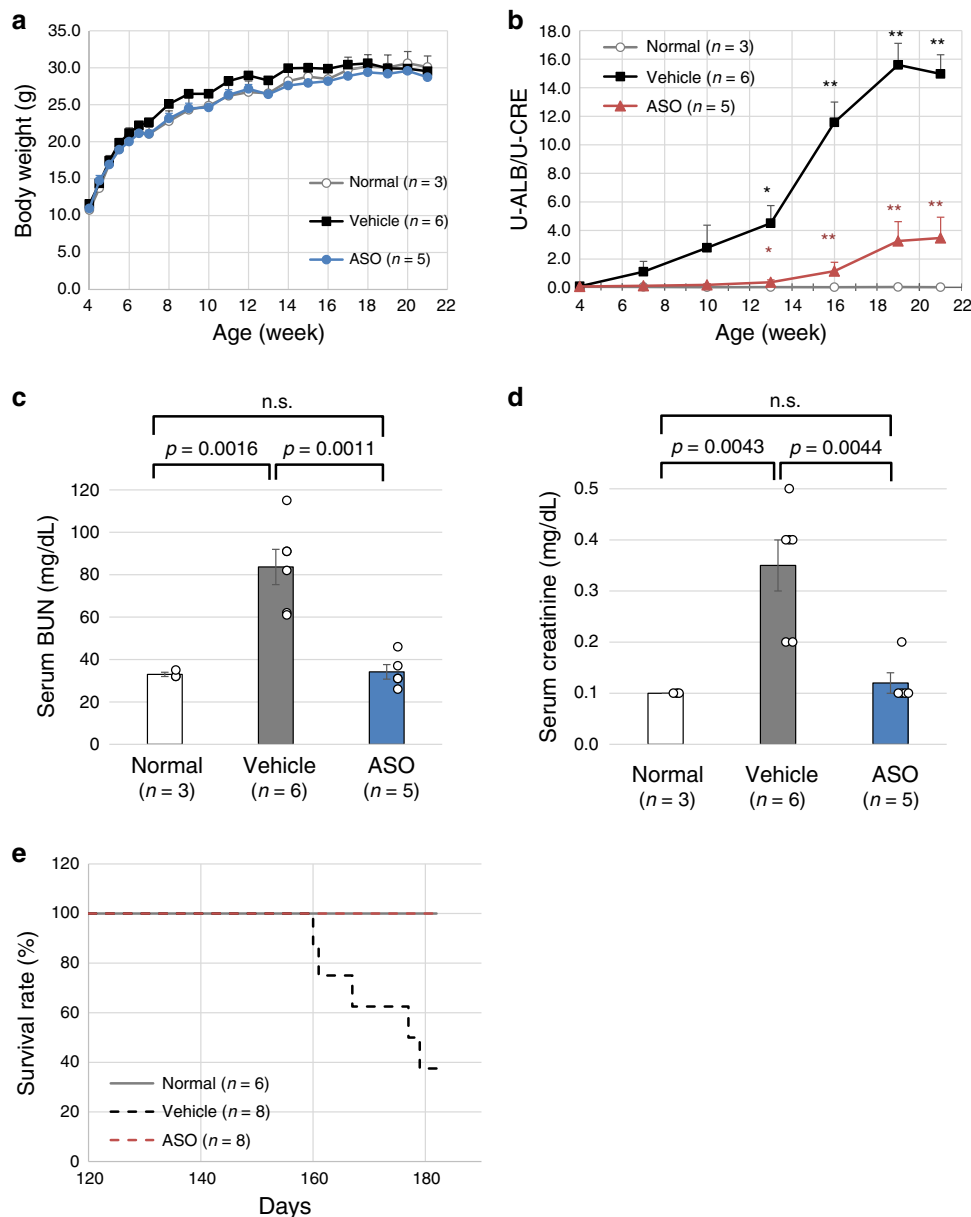 a
35.0
30.0
25.0
20.0
15.0
10.0
5.0
0.0
Body weight (g)
Normal (n = 3)
Vehicle (n = 6)
ASO (n = 5)
4 6 8 10 12 14 16 18 20 22
Age (week)
b
18.0
16.0
14.0
12.0
10.0
8.0
6.0
4.0
2.0
0.0
U-ALB/U-CRE
Normal (n = 3)
Vehicle (n = 6)
ASO (n = 5)
* ** ** **
* ** ** **
4 6 8 10 12 14 16 18 20 22
Age (week)
c
n.s.
p = 0.0016 p = 0.0011
120
100
80
60
40
20
0
Serum BUN (mg/dL)
Normal Vehicle ASO
(n = 3) (n = 6) (n = 5)
d
n.s.
p = 0.0043 p = 0.0044
0.5
0.4
0.3
0.2
0.1
0.0
Serum creatinine (mg/dL)
Normal Vehicle ASO
(n = 3) (n = 6) (n = 5)
e
120
100
80
60
40
20
0
Survival rate (%)
Normal (n = 6)
Vehicle (n = 8)
ASO (n = 8)
120 140 160 180
Days